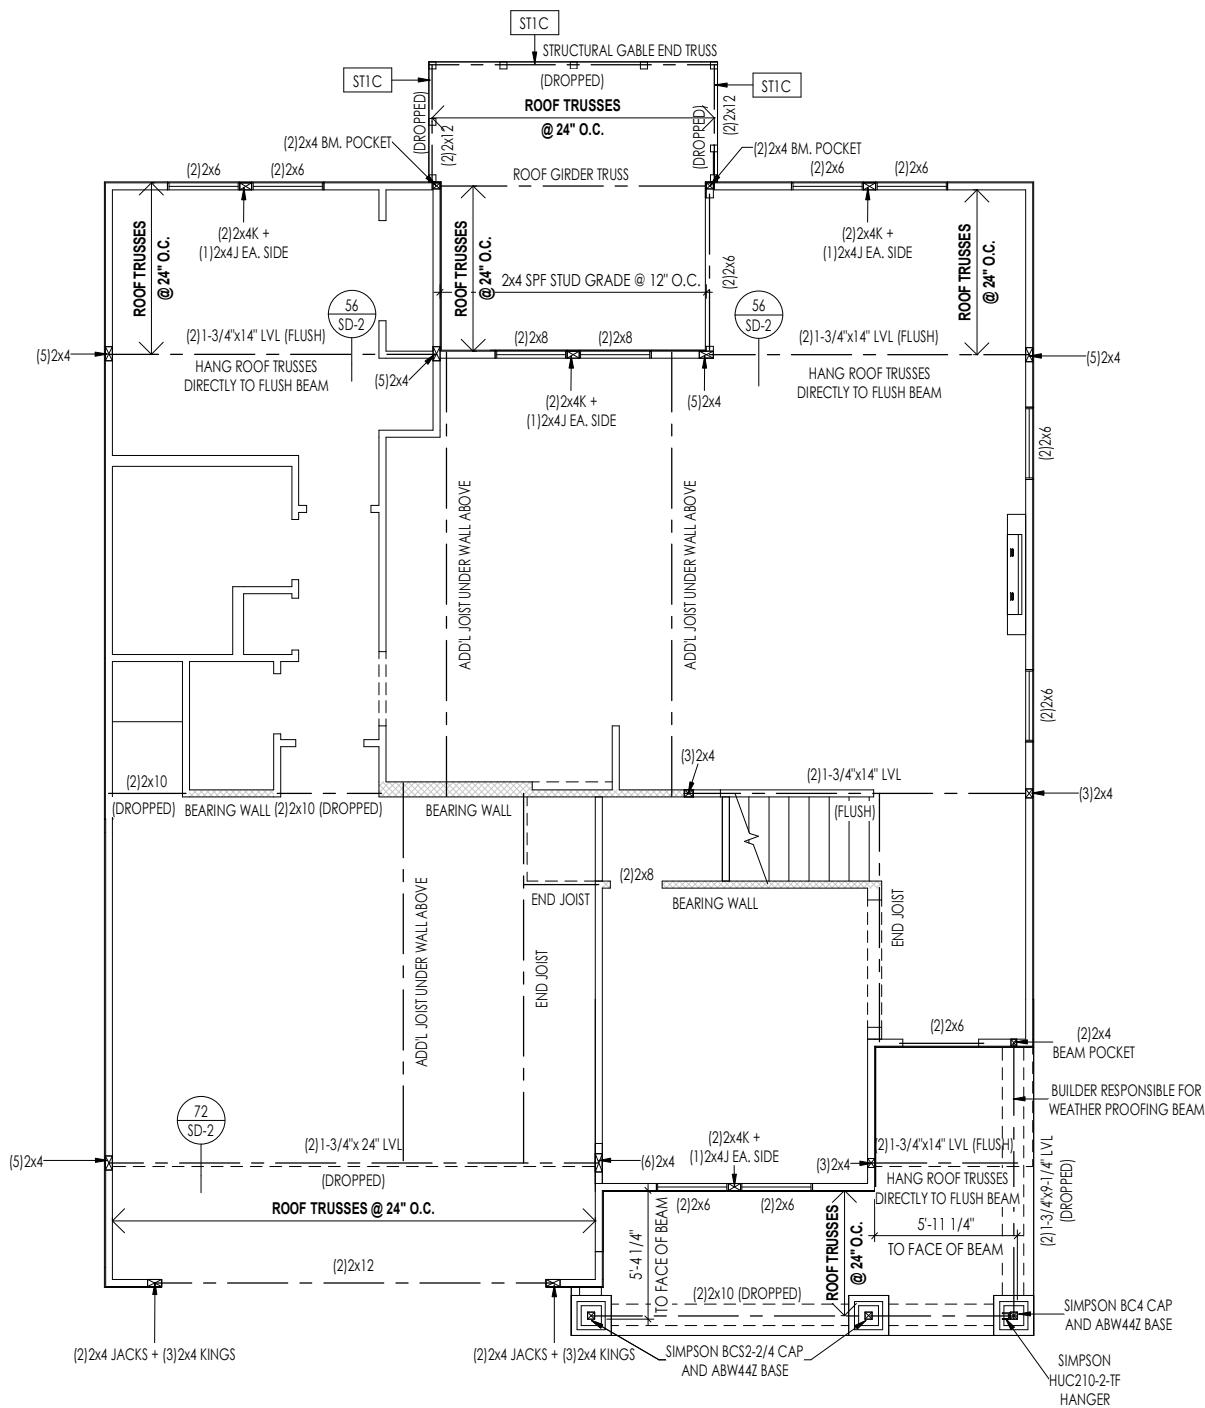 ST1C
STRUCTURAL GABLE END TRUSS
ST1C
(DROPPED)
ST1C
ROOF TRUSSES
@ 24" O.C.
(DROPPED)
(2)2x12
(DROPPED)
(2)2x12
(2)2x4 BM. POCKET
(2)2x4 BM. POCKET
(2)2x6
(2)2x6
ROOF GIRDER TRUSS
(2)2x6
(2)2x6
ROOF TRUSSES
@ 24" O.C.
(2)2x4K +
(1)2x4J EA. SIDE
ROOF TRUSSES
@ 24" O.C.
2x4 SPF STUD GRADE @ 12" O.C.
(2)2x6
(2)2x4K +
(1)2x4J EA. SIDE
ROOF TRUSSES
@ 24" O.C.
56
SD-2
56
SD-2
(2)1-3/4"x14" LVL (FLUSH)
(2)2x8
(2)2x8
(2)1-3/4"x14" LVL (FLUSH)
(5)2x4
HANG ROOF TRUSSES
DIRECTLY TO FLUSH BEAM
(5)2x4
(5)2x4
HANG ROOF TRUSSES
DIRECTLY TO FLUSH BEAM
(2)2x4K +
(1)2x4J EA. SIDE
(5)2x4
(2)2x6
ADD'L JOIST UNDER WALL ABOVE
ADD'L JOIST UNDER WALL ABOVE
(2)2x6
(3)2x4
(2)2x10
(DROPPED)
BEARING WALL
(2)2x10 (DROPPED)
BEARING WALL
(2)1-3/4"x14" LVL
(FLUSH)
(3)2x4
(2)2x8
END JOIST
BEARING WALL
END JOIST
ADD'L JOIST UNDER WALL ABOVE
END JOIST
(2)2x6
(2)2x4
BEAM POCKET
BUILDER RESPONSIBLE FOR
WEATHER PROOFING BEAM
72
SD-2
(5)2x4
(2)1-3/4"x 24" LVL
(DROPPED)
(6)2x4
(2)2x4K +
(1)2x4J EA. SIDE
(3)2x4
(2)1-3/4"x14" LVL (FLUSH)
HANG ROOF TRUSSES
DIRECTLY TO FLUSH BEAM
(2)1-3/4"x9-1/4" LVL
(DROPPED)
ROOF TRUSSES @ 24" O.C.
(2)2x6
(2)2x6
5'-4 1/4"
TO FACE OF BEAM
ROOF TRUSSES
@ 24" O.C.
5'-11 1/4"
TO FACE OF BEAM
(2)2x12
(2)2x10 (DROPPED)
SIMPSON BC4 CAP
AND ABW44Z BASE
(2)2x4 JACKS + (3)2x4 KINGS
(2)2x4 JACKS + (3)2x4 KINGS
SIMPSON BCS2-2/4 CAP
AND ABW44Z BASE
SIMPSON
HUC210-2-TF
HANGER